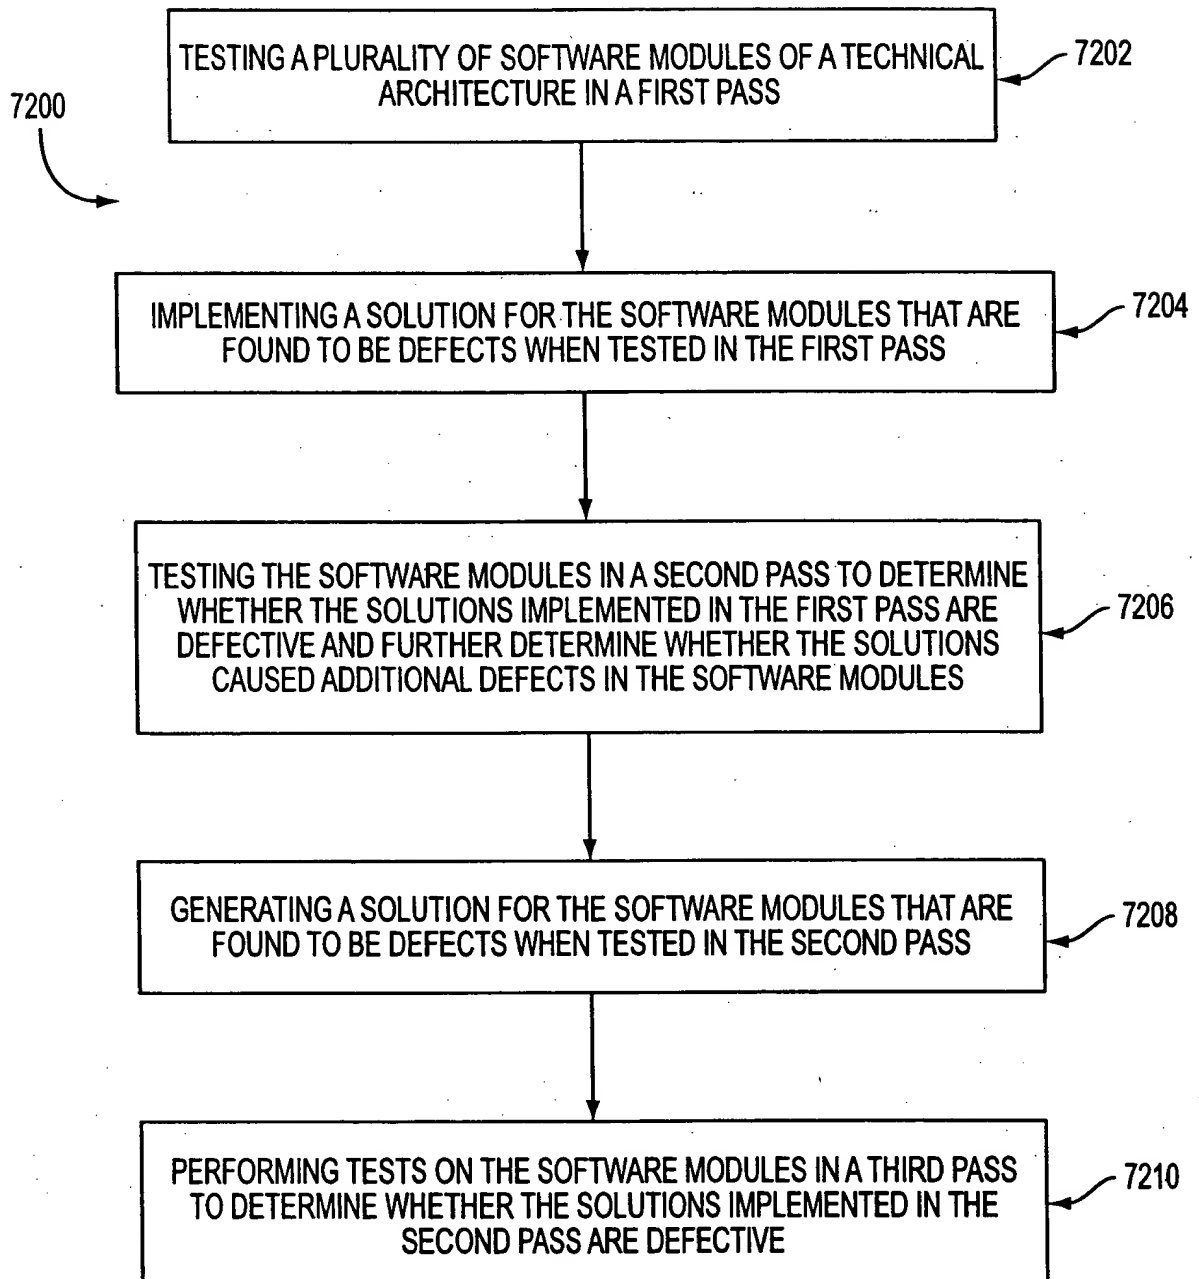 TESTING A PLURALITY OF SOFTWARE MODULES OF A TECHNICAL
ARCHITECTURE IN A FIRST PASS
7202
7200
IMPLEMENTING A SOLUTION FOR THE SOFTWARE MODULES THAT ARE
FOUND TO BE DEFECTS WHEN TESTED IN THE FIRST PASS
7204
TESTING THE SOFTWARE MODULES IN A SECOND PASS TO DETERMINE
WHETHER THE SOLUTIONS IMPLEMENTED IN THE FIRST PASS ARE
DEFECTIVE AND FURTHER DETERMINE WHETHER THE SOLUTIONS
CAUSED ADDITIONAL DEFECTS IN THE SOFTWARE MODULES
7206
GENERATING A SOLUTION FOR THE SOFTWARE MODULES THAT ARE
FOUND TO BE DEFECTS WHEN TESTED IN THE SECOND PASS
7208
PERFORMING TESTS ON THE SOFTWARE MODULES IN A THIRD PASS
TO DETERMINE WHETHER THE SOLUTIONS IMPLEMENTED IN THE
SECOND PASS ARE DEFECTIVE
7210